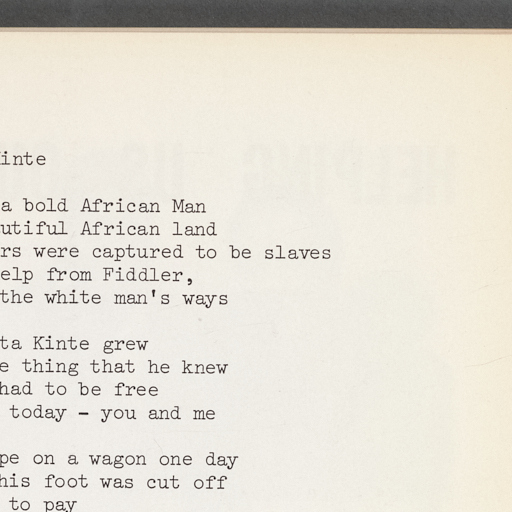 inte
a bold African Man
utiful African land
rs were captured to be slaves
elp from Fiddler,
the white man's ways
ta Kinte grew
e thing that he knew
had to be free
today - you and me
pe on a wagon one day
his foot was cut off
to pay